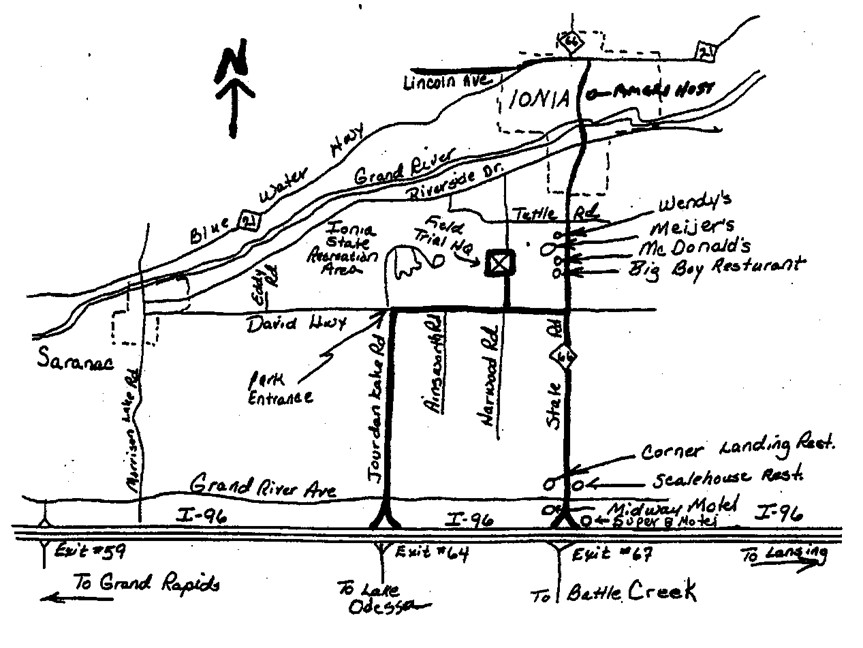 N
66
21
Lincoln Ave.
IONIA
Amers Host
Blue
21
Water
Hwy
Grand River
Riverside Dr.
Tuttle Rd
Wendy's
Meijer's
McDonald's
Big Boy Resturant
Ionia
State
Recreation
Area
Field
Trial HQ
Eddy
Rd
David Hwy
Saranac
Park
Entrance
Morrison Lake Rd
Jourdan Lake Rd
Ainsworth Rd
Harwood Rd.
State Rd
66
Corner Landing Rest.
Scalehouse Rest.
Grand River Ave
Midway Motel
Super 8 Motel
I-96
I-96
I-96
Exit #59
Exit #64
Exit #67
To Lansing
To Grand Rapids
To Lake
Odessa
To Battle Creek